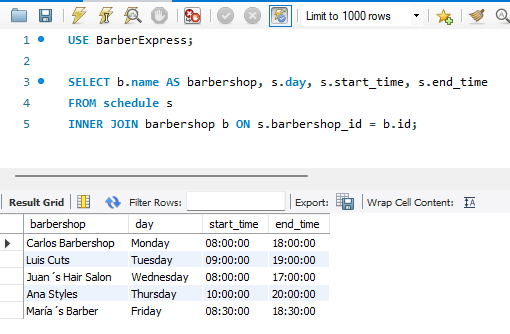 Limit to 1000 rows
1 USE BarberExpress;
2
3 SELECT b.name AS barbershop, s.day, s.start_time, s.end_time
4 FROM schedule s
5 INNER JOIN barbershop b ON s.barbershop_id = b.id;
Result Grid Filter Rows: Export: Wrap Cell Content:
barbershop day start_time end_time
Carlos Barbershop Monday 08:00:00 18:00:00
Luis Cuts Tuesday 09:00:00 19:00:00
Juan´s Hair Salon Wednesday 08:00:00 17:00:00
Ana Styles Thursday 10:00:00 20:00:00
María´s Barber Friday 08:30:00 18:30:00